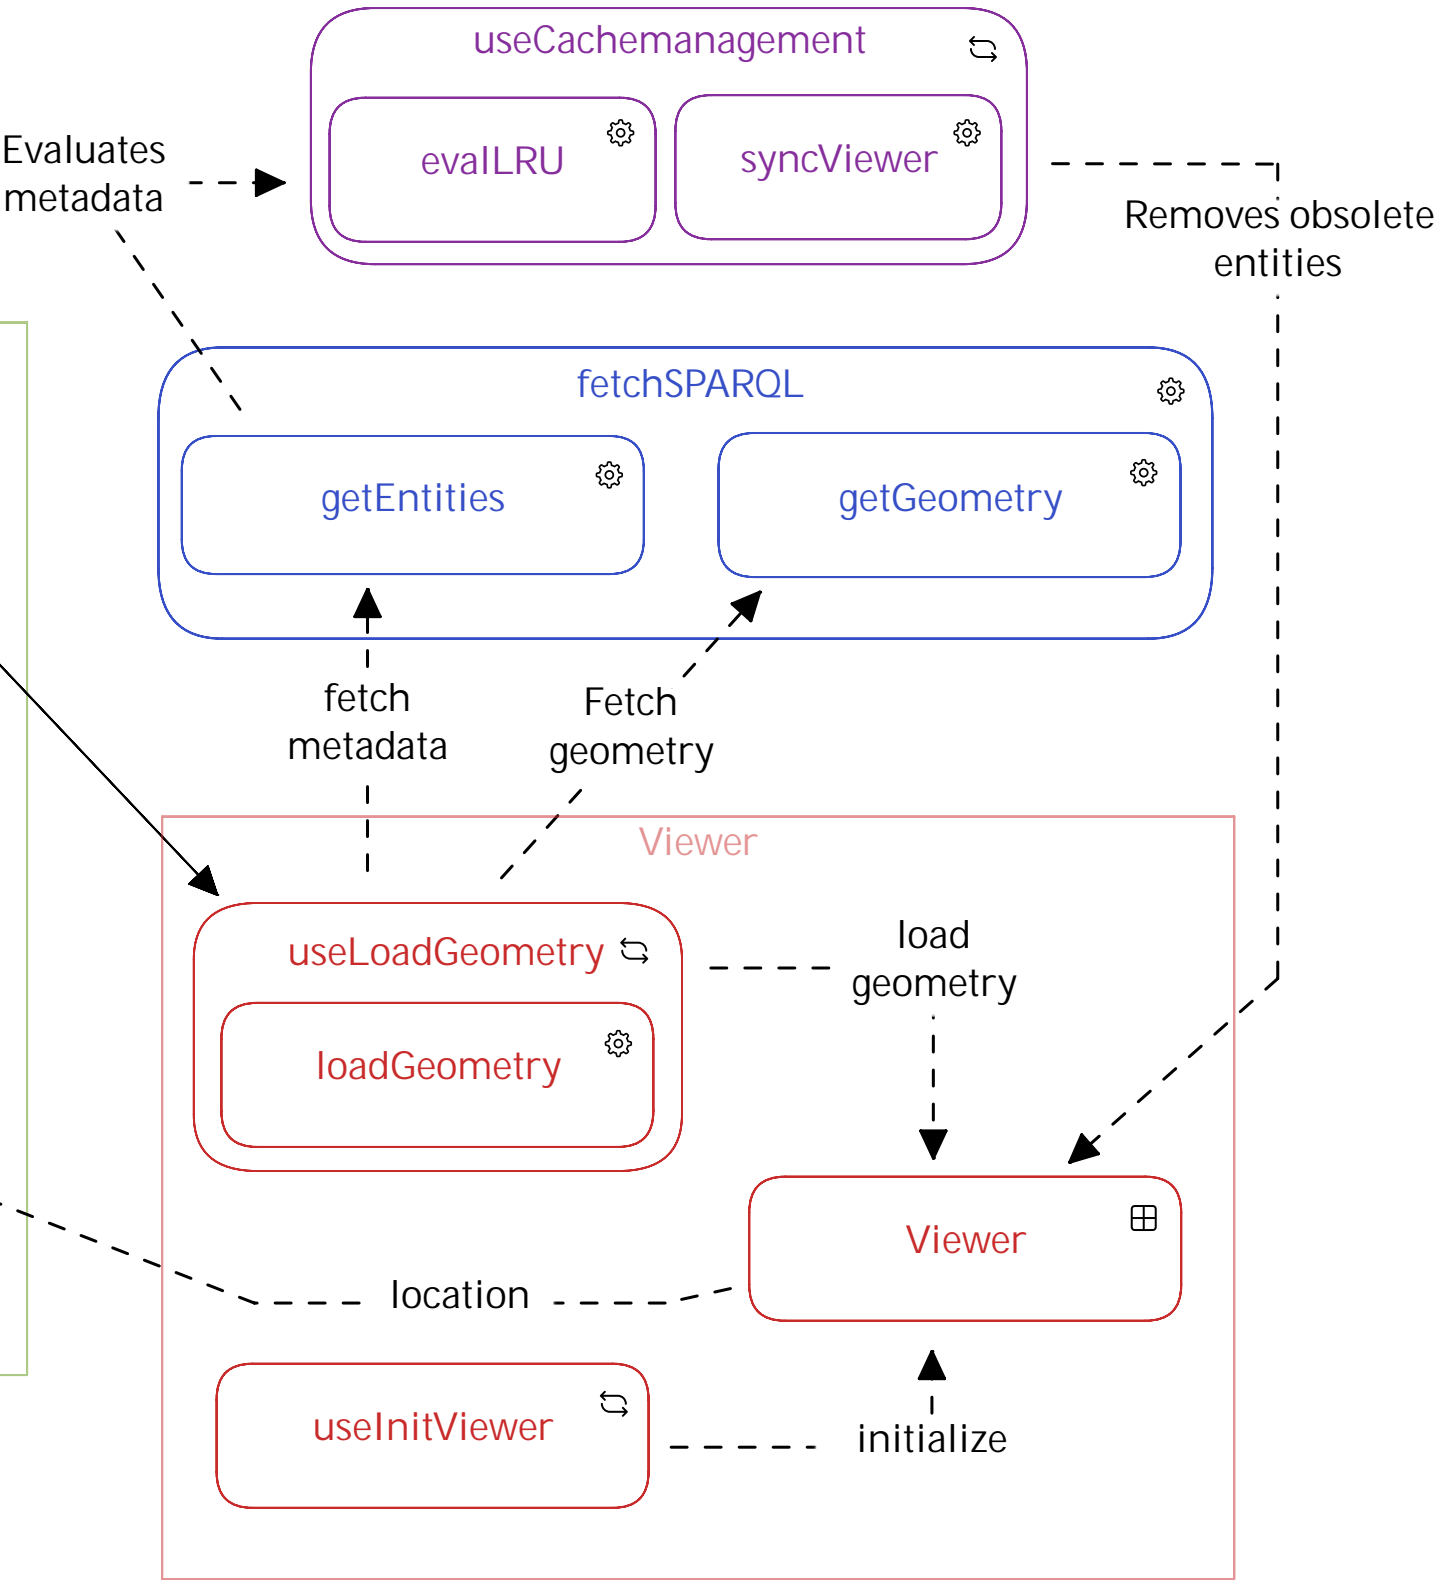 useCachemanagement
evalLRU
syncViewer
Evaluates
metadata
Removes obsolete
entities
fetchSPARQL
getEntities
getGeometry
fetch
metadata
Fetch
geometry
Viewer
useLoadGeometry
loadGeometry
load
geometry
Viewer
location
useInitViewer
initialize